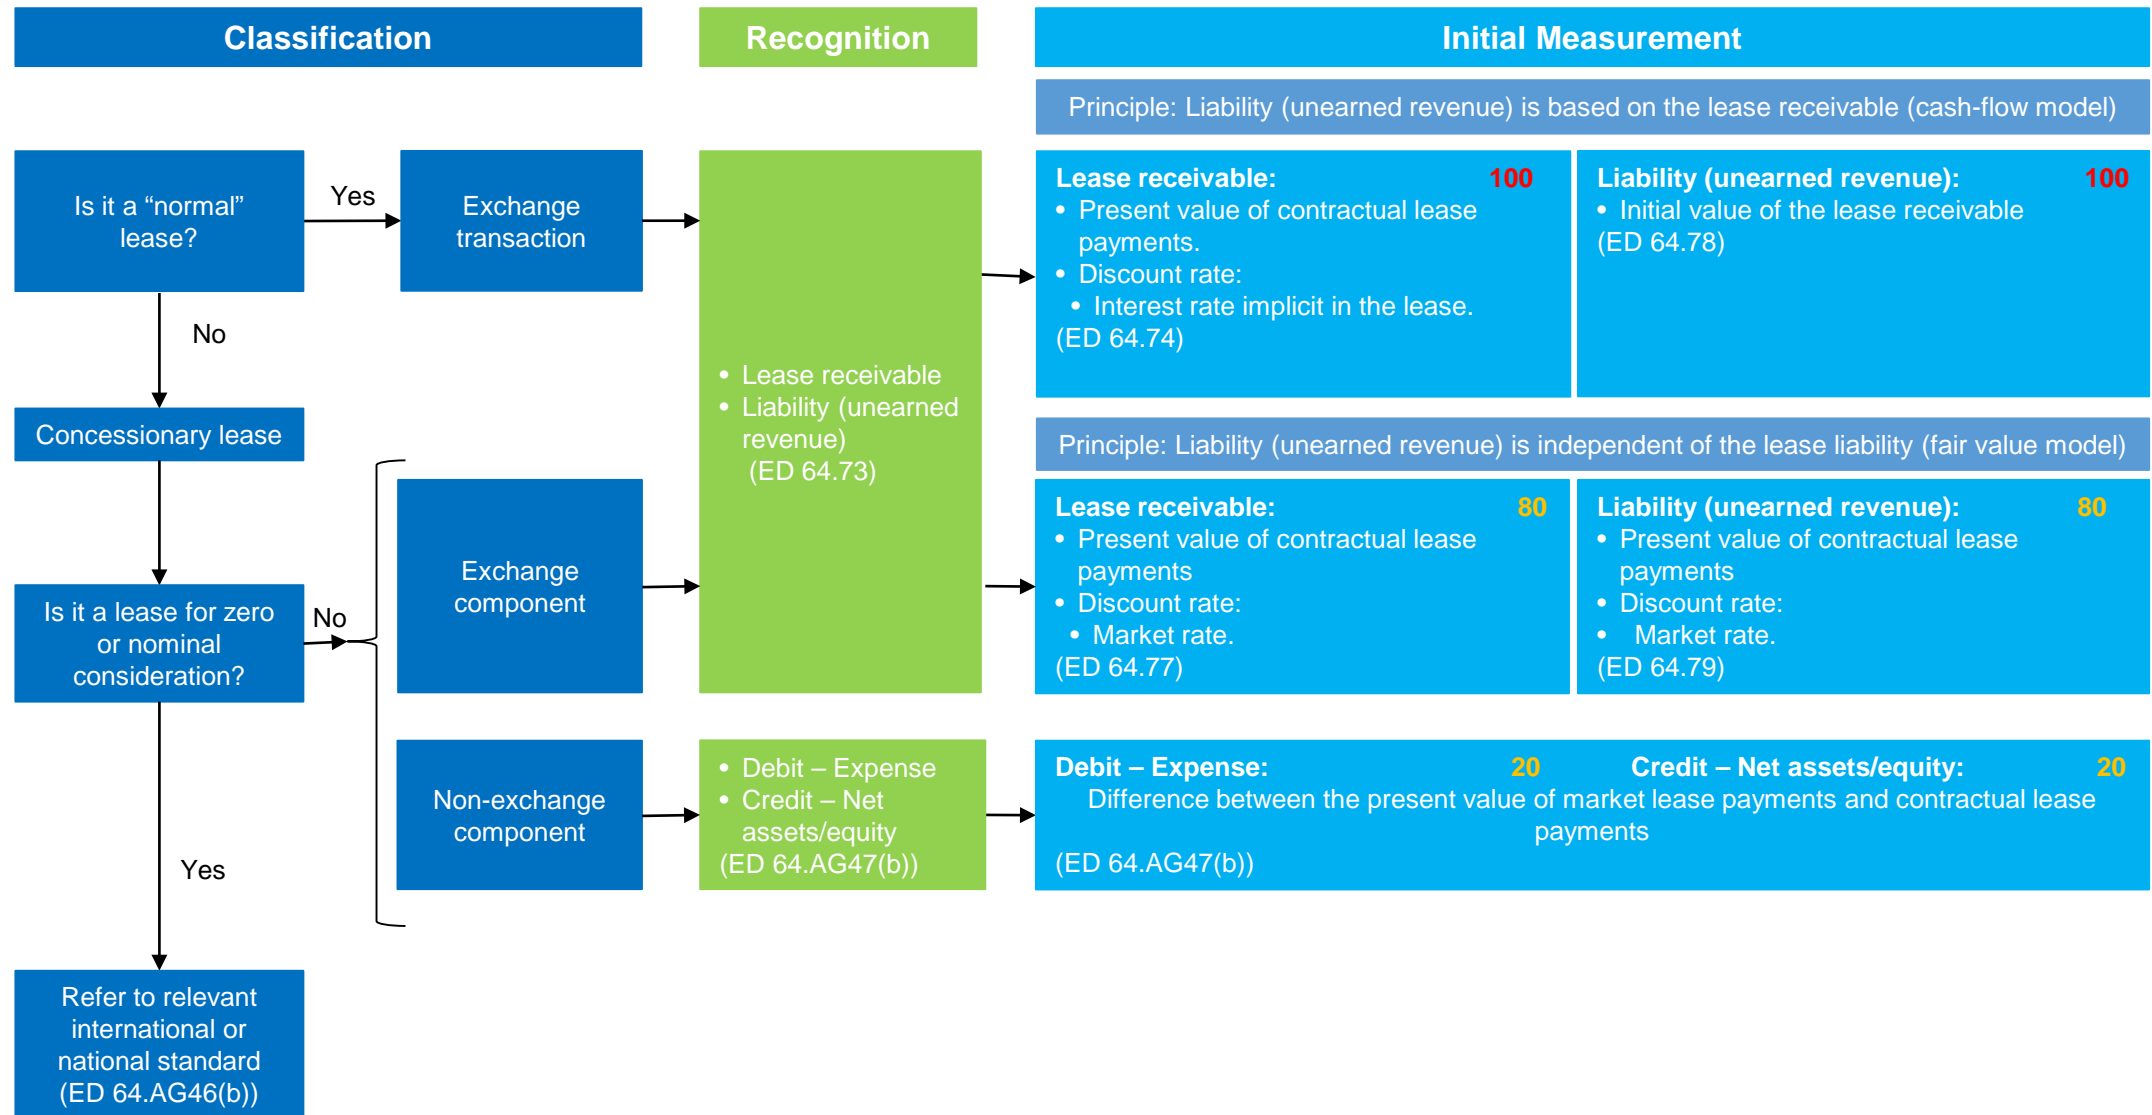 Classification
Recognition
Initial Measurement
Principle: Liability (unearned revenue) is based on the lease receivable (cash-flow model)
Is it a “normal”
lease?
Yes
Exchange
transaction
Lease receivable: 100
• Present value of contractual lease
payments.
• Discount rate:
• Interest rate implicit in the lease.
(ED 64.74)
Liability (unearned revenue): 100
• Initial value of the lease receivable
(ED 64.78)
No
• Lease receivable
• Liability (unearned
revenue)
(ED 64.73)
Concessionary lease
Principle: Liability (unearned revenue) is independent of the lease liability (fair value model)
Is it a lease for zero
or nominal
consideration?
No
Exchange
component
Lease receivable: 80
• Present value of contractual lease
payments
• Discount rate:
• Market rate.
(ED 64.77)
Liability (unearned revenue): 80
• Present value of contractual lease
payments
• Discount rate:
• Market rate.
(ED 64.79)
Non-exchange
component
• Debit – Expense
• Credit – Net
assets/equity
(ED 64.AG47(b))
Debit – Expense: 20 Credit – Net assets/equity: 20
Difference between the present value of market lease payments and contractual lease
payments
(ED 64.AG47(b))
Yes
Refer to relevant
international or
national standard
(ED 64.AG46(b))